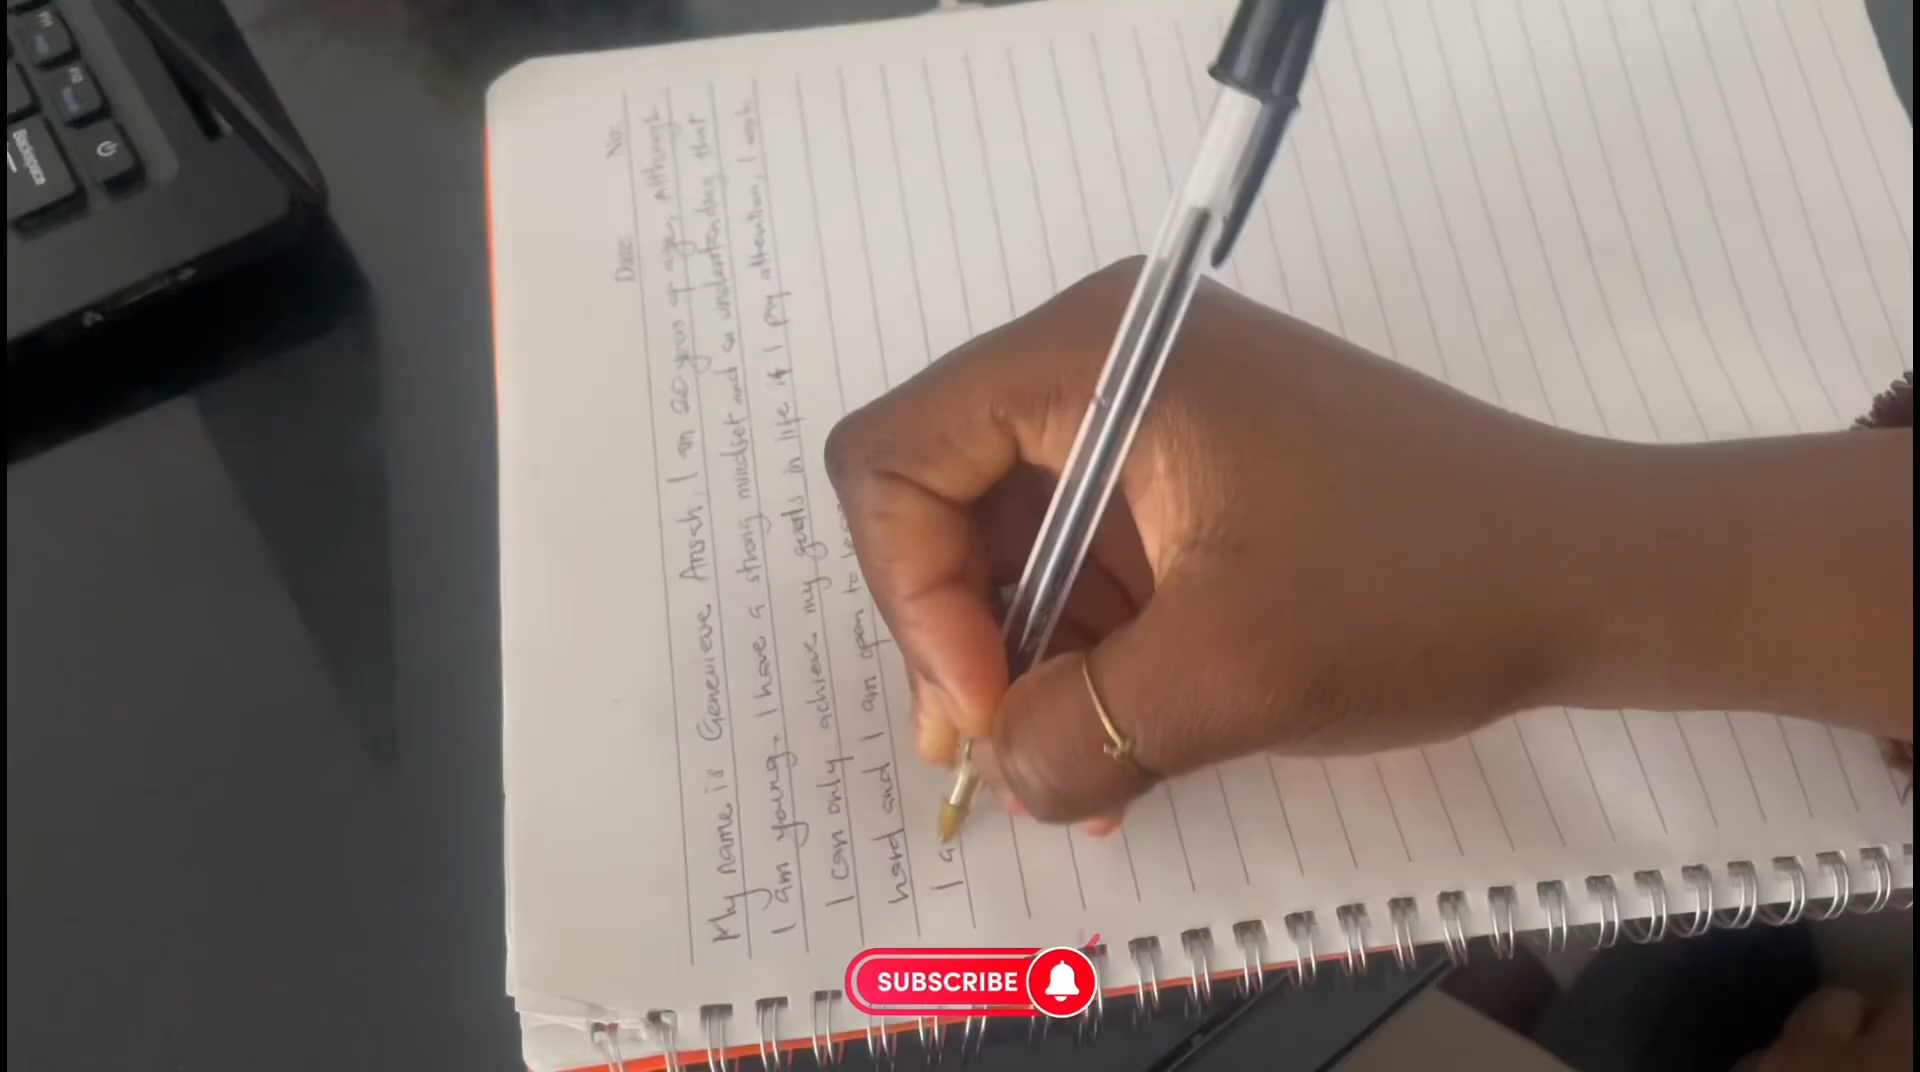 No:
Date:
My name is Genevieve Ansah, I am 20 years of age, Although
I am young, I have a strong mindset and an understanding that
I can only achieve my goals in life if I pay attention, I work
hard and I am open to
I a
SUBSCRIBE
Backspace